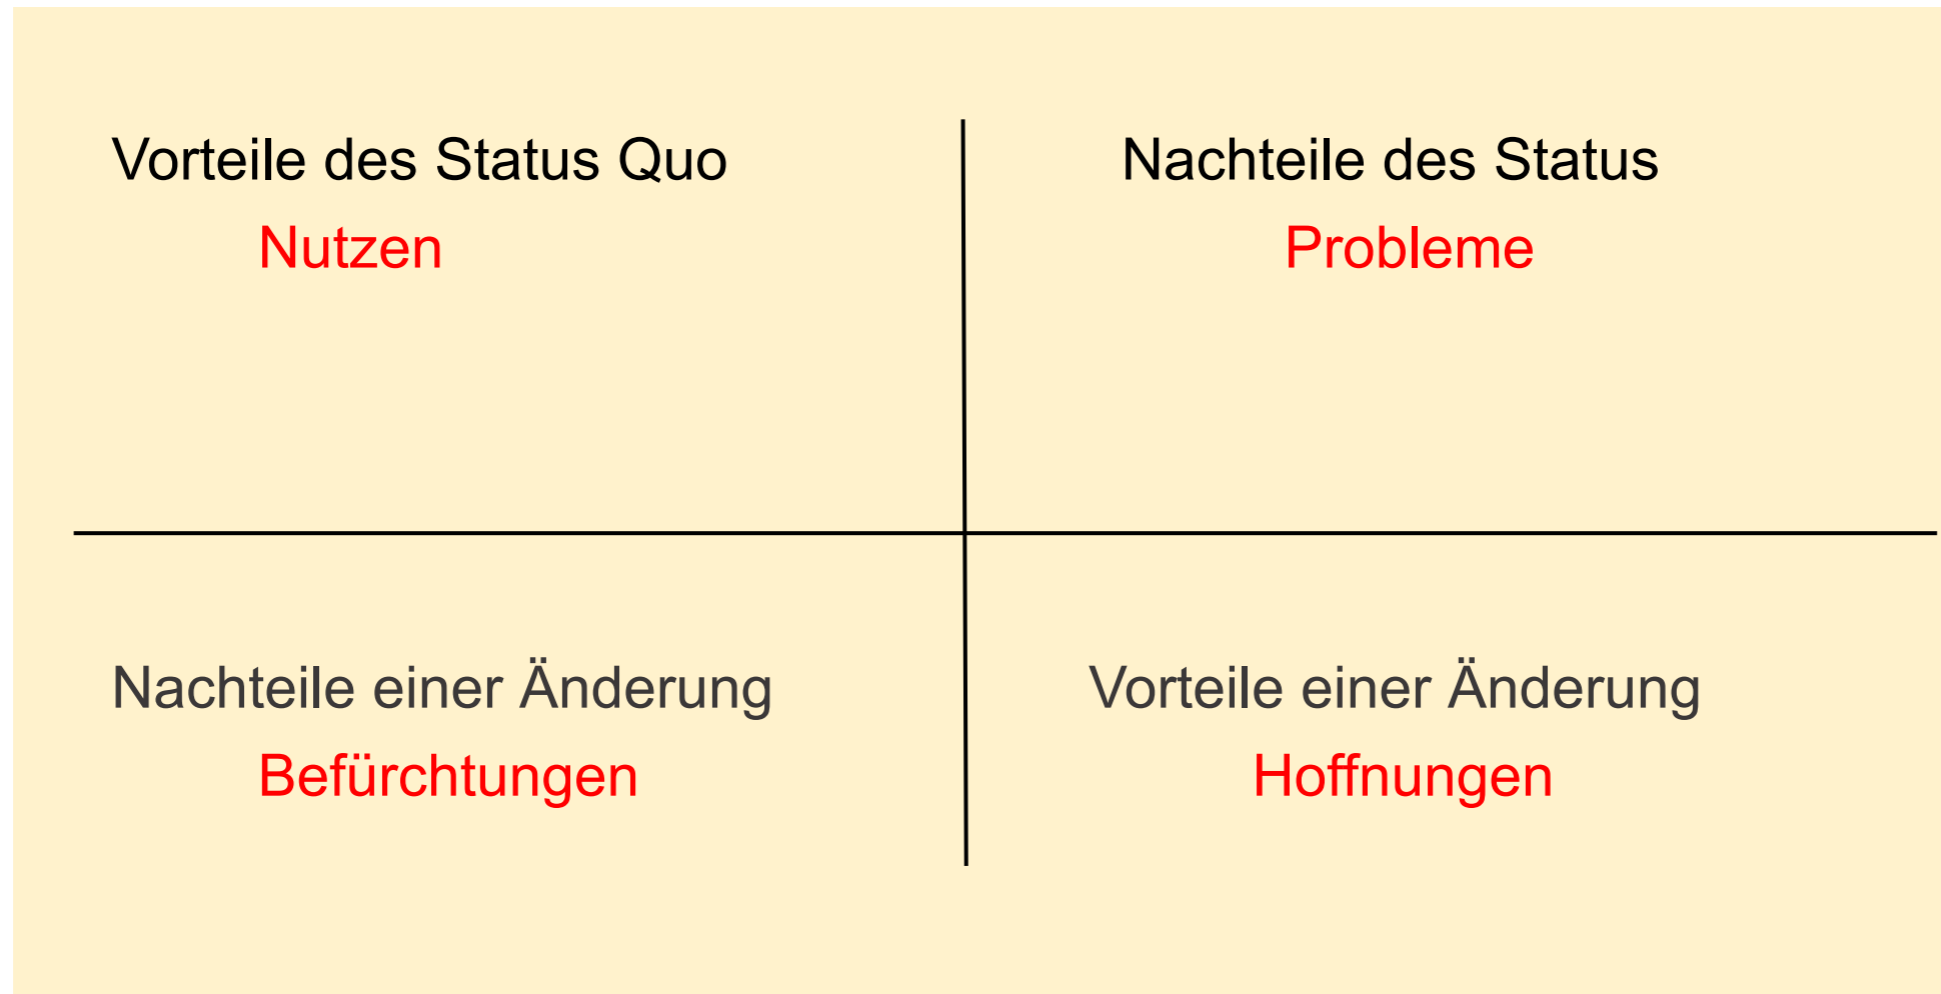 Vorteile des Status Quo
Nutzen
Nachteile des Status
Probleme
Nachteile einer Änderung
Befürchtungen
Vorteile einer Änderung
Hoffnungen